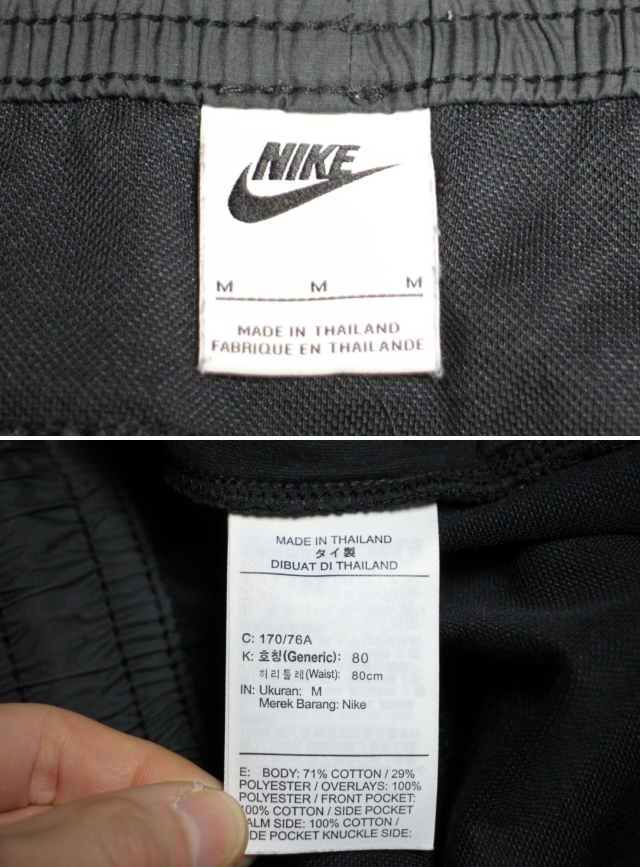 NIKE
M M M
MADE IN THAILAND
FABRIQUE EN THAILANDE
MADE IN THAILAND
タイ製
DIBUAT DI THAILAND
C: 170/76A
K: 호칭(Generic): 80
허리둘레(Waist): 80cm
IN: Ukuran: M
Merek Barang: Nike
E: BODY: 71% COTTON / 29%
POLYESTER / OVERLAYS: 100%
POLYESTER / FRONT POCKET:
100% COTTON / SIDE POCKET
ALM SIDE: 100% COTTON /
DE POCKET KNUCKLE SIDE: